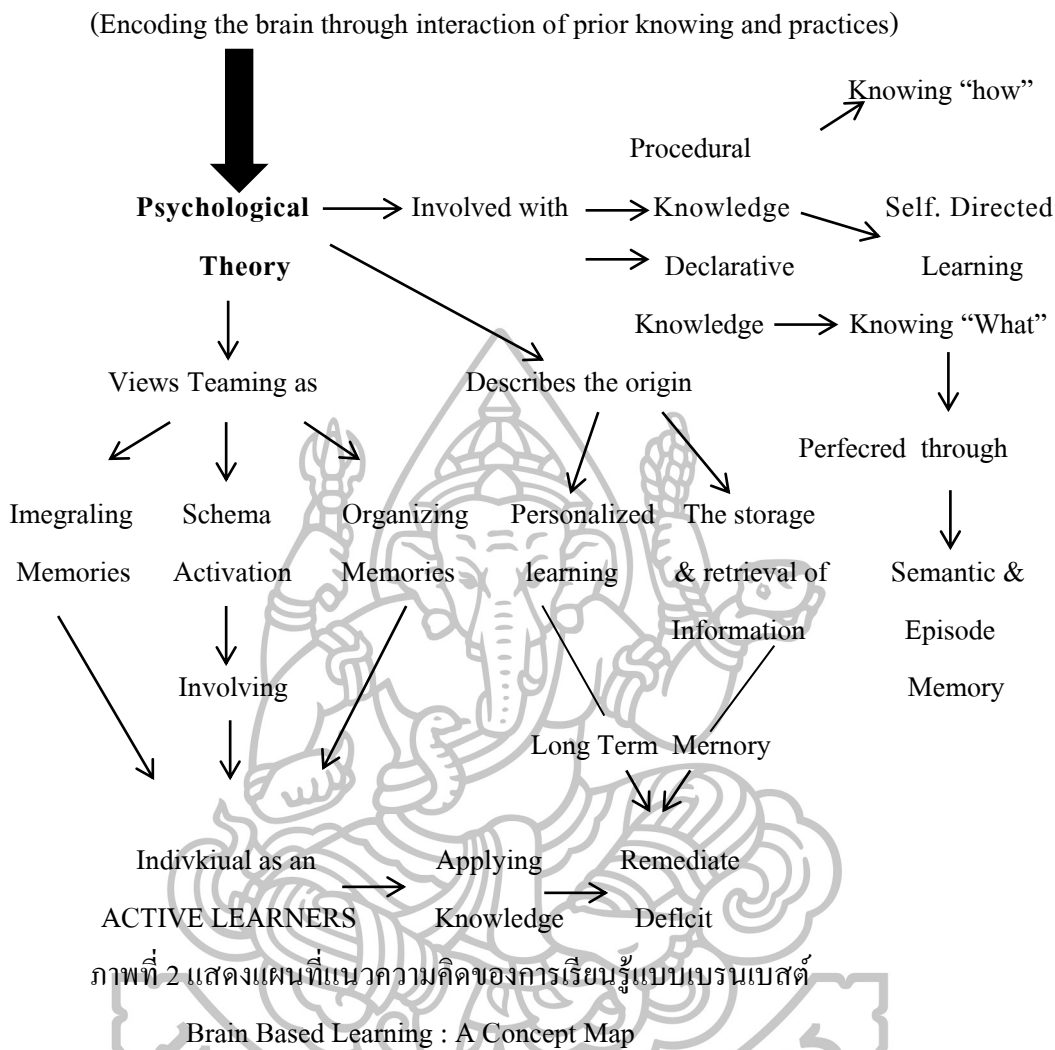 (Encoding the brain through interaction of prior knowing and practices)
Knowing “how”
Procedural
Psychological Involved with Knowledge Self. Directed
Theory Declarative Learning
Knowledge Knowing “What”
Views Teaming as Describes the origin
Perfecred through
Imegraling Schema Organizing Personalized The storage
Memories Activation Memories learning & retrieval of Semantic &
Information Episode
Involving Memory
Long Term Mernory
Indivkiual as an Applying Remediate
ACTIVE LEARNERS Knowledge Deflcit
ภาพที่ 2 แสดงแผนที่แนวความคิดของการเรียนรู้แบบเบรนเบสต์
Brain Based Learning : A Concept Map